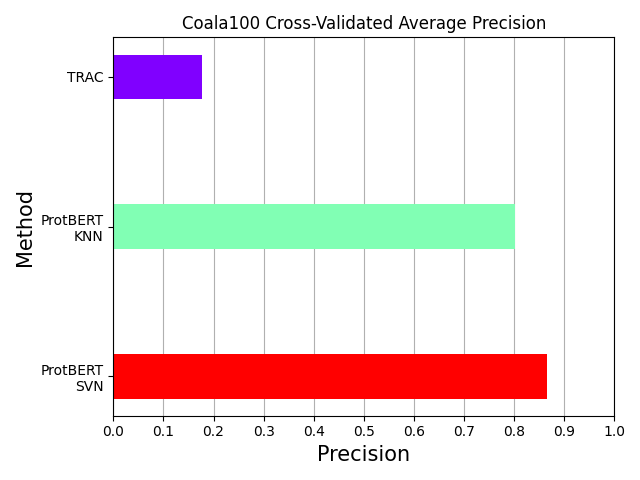 Coala100 Cross-Validated Average Precision
Method
TRAC
ProtBERT
KNN
ProtBERT
SVN
0.0 0.1 0.2 0.3 0.4 0.5 0.6 0.7 0.8 0.9 1.0
Precision